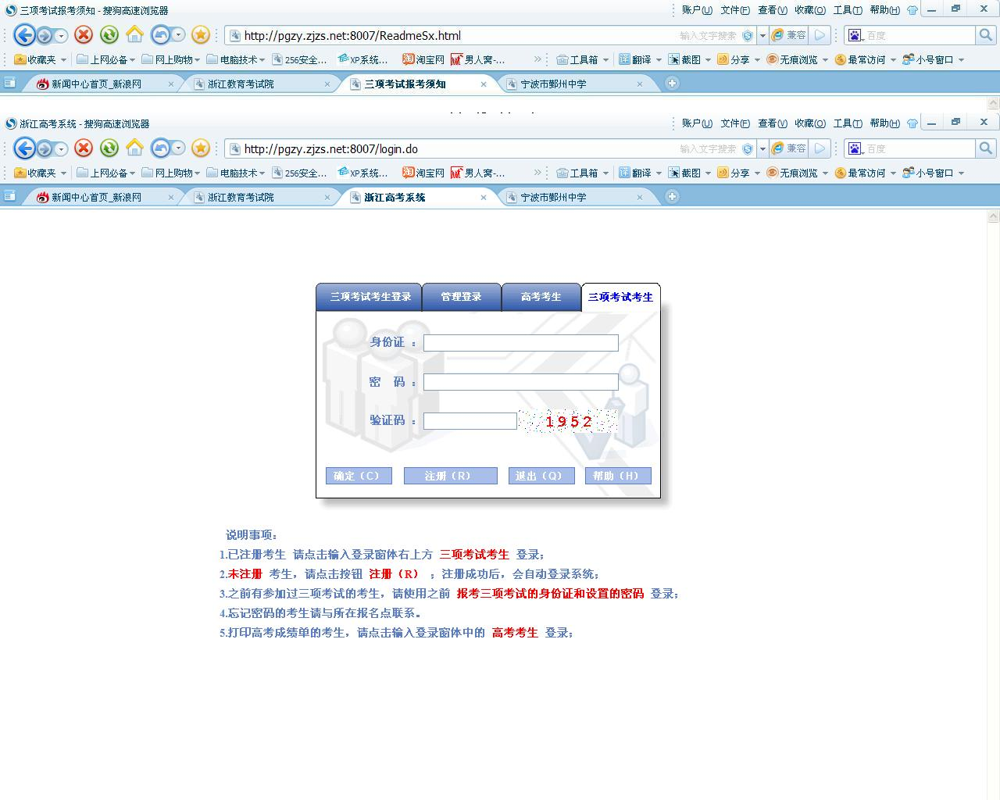 三项考试报考须知 - 搜狗高速浏览器
账户(U) 文件(F) 查看(V) 收藏(O) 工具(T) 帮助(H)
http://pgzy.zjzs.net:8007/ReadmeSx.html 输入文字搜索 兼容 百度
收藏夹 上网必备 网上购物 电脑技术 256安全... XP系统... 淘宝网 男人窝-... » 工具箱 翻译 截图 分享 无痕浏览 最常访问 小号窗口
新闻中心首页_新浪网 浙江教育考试院 三项考试报考须知 宁波市鄞州中学
浙江高考系统 - 搜狗高速浏览器
账户(U) 文件(F) 查看(V) 收藏(O) 工具(T) 帮助(H)
http://pgzy.zjzs.net:8007/login.do 输入文字搜索 兼容 百度
收藏夹 上网必备 网上购物 电脑技术 256安全... XP系统... 淘宝网 男人窝-... » 工具箱 翻译 截图 分享 无痕浏览 最常访问 小号窗口
新闻中心首页_新浪网 浙江教育考试院 浙江高考系统 宁波市鄞州中学
三项考试考生登录 管理登录 高考考生 三项考试考生
身份证 :
密 码 :
验证码 : 1952
确定（C） 注册（R） 退出（Q） 帮助（H）
说明事项:
1.已注册考生 请点击输入登录窗体右上方 三项考试考生 登录;
2.未注册 考生，请点击按钮 注册（R） ; 注册成功后，会自动登录系统;
3.之前有参加过三项考试的考生，请使用之前 报考三项考试的身份证和设置的密码 登录;
4.忘记密码的考生请与所在报名点联系。
5.打印高考成绩单的考生，请点击输入登录窗体中的 高考考生 登录;